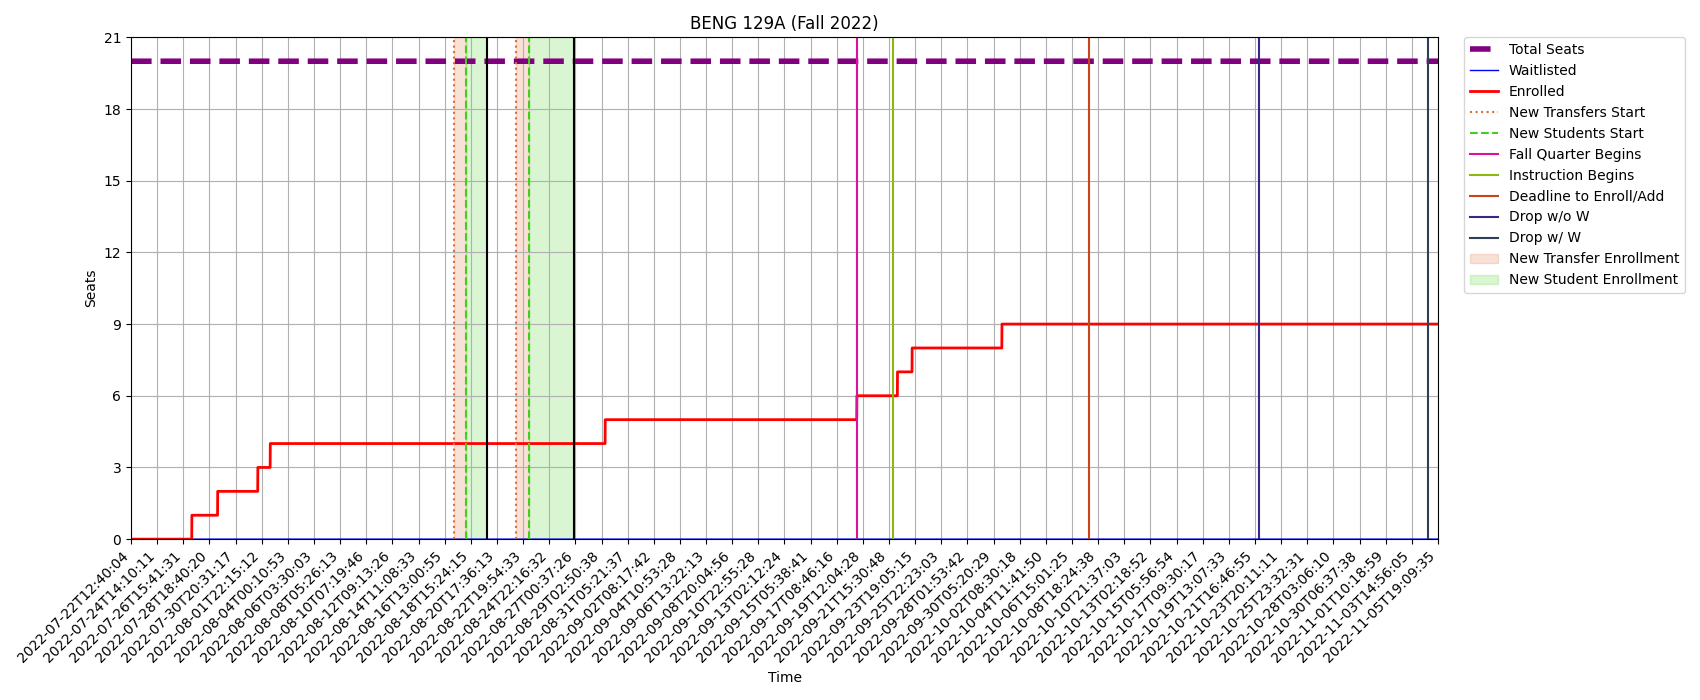 BENG 129A (Fall 2022)
21
18
15
12
9
6
3
0
Seats
2022-07-22T12:40:04
2022-07-24T14:10:11
2022-07-26T15:41:31
2022-07-28T18:40:20
2022-07-30T20:31:17
2022-08-01T22:15:12
2022-08-04T00:10:53
2022-08-06T03:30:03
2022-08-08T05:26:13
2022-08-10T07:19:46
2022-08-12T09:13:26
2022-08-14T11:08:33
2022-08-16T13:00:55
2022-08-18T15:24:15
2022-08-20T17:36:13
2022-08-22T19:54:33
2022-08-24T22:16:32
2022-08-27T00:37:26
2022-08-29T02:50:38
2022-08-31T05:21:37
2022-09-02T08:17:42
2022-09-04T10:53:28
2022-09-06T13:22:13
2022-09-08T20:04:56
2022-09-10T22:55:28
2022-09-13T02:12:24
2022-09-15T05:38:41
2022-09-17T08:46:16
2022-09-19T12:04:28
2022-09-21T15:30:48
2022-09-23T19:05:15
2022-09-25T22:23:03
2022-09-28T01:53:42
2022-09-30T05:20:29
2022-10-02T08:30:18
2022-10-04T11:41:50
2022-10-06T15:01:25
2022-10-08T18:24:38
2022-10-10T21:37:03
2022-10-13T02:18:52
2022-10-15T05:56:54
2022-10-17T09:30:17
2022-10-19T13:07:33
2022-10-21T16:46:55
2022-10-23T20:11:11
2022-10-25T23:32:31
2022-10-28T03:06:10
2022-10-30T06:37:38
2022-11-01T10:18:59
2022-11-03T14:56:05
2022-11-05T19:09:35
Time
Total Seats
Waitlisted
Enrolled
New Transfers Start
New Students Start
Fall Quarter Begins
Instruction Begins
Deadline to Enroll/Add
Drop w/o W
Drop w/ W
New Transfer Enrollment
New Student Enrollment